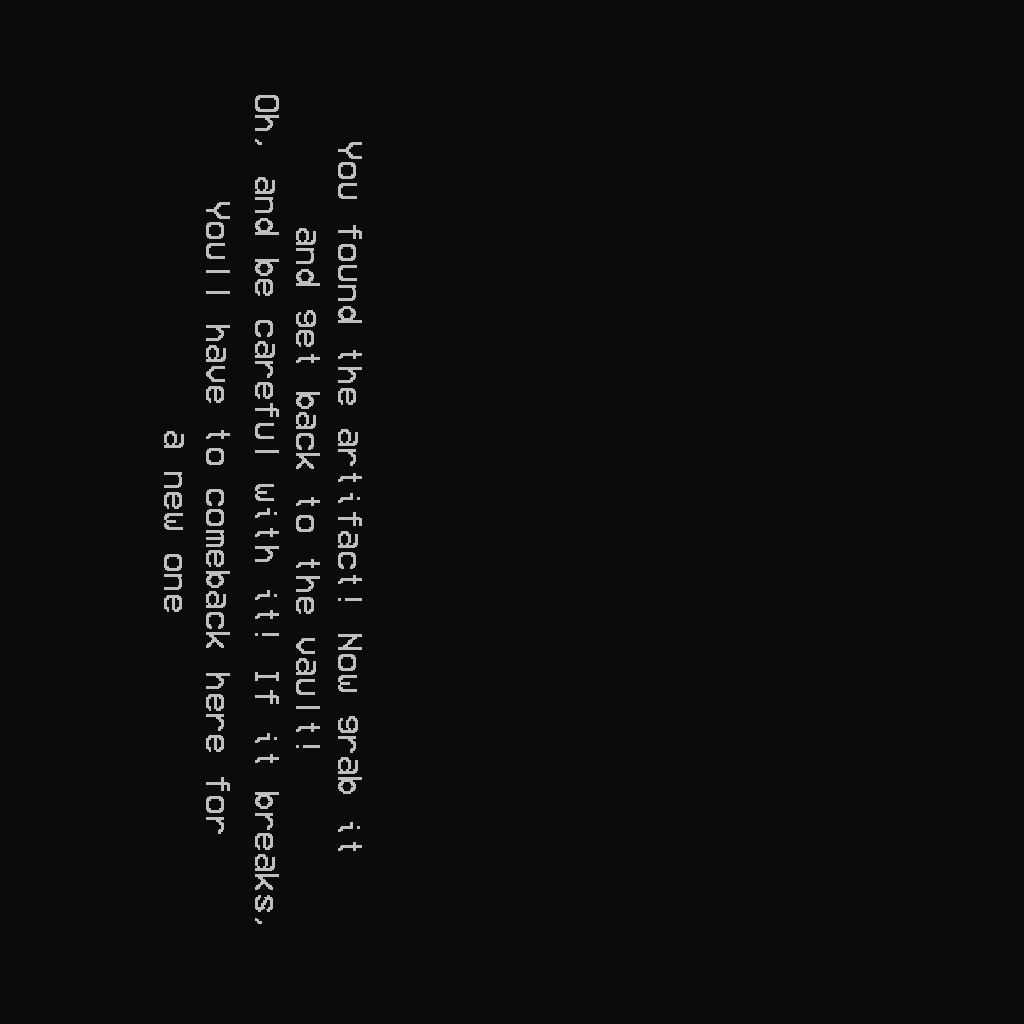 You found the artifact! Now grab it
and get back to the vault!
Oh, and be careful with it! If it breaks,
Youll have to comeback here for
a new one